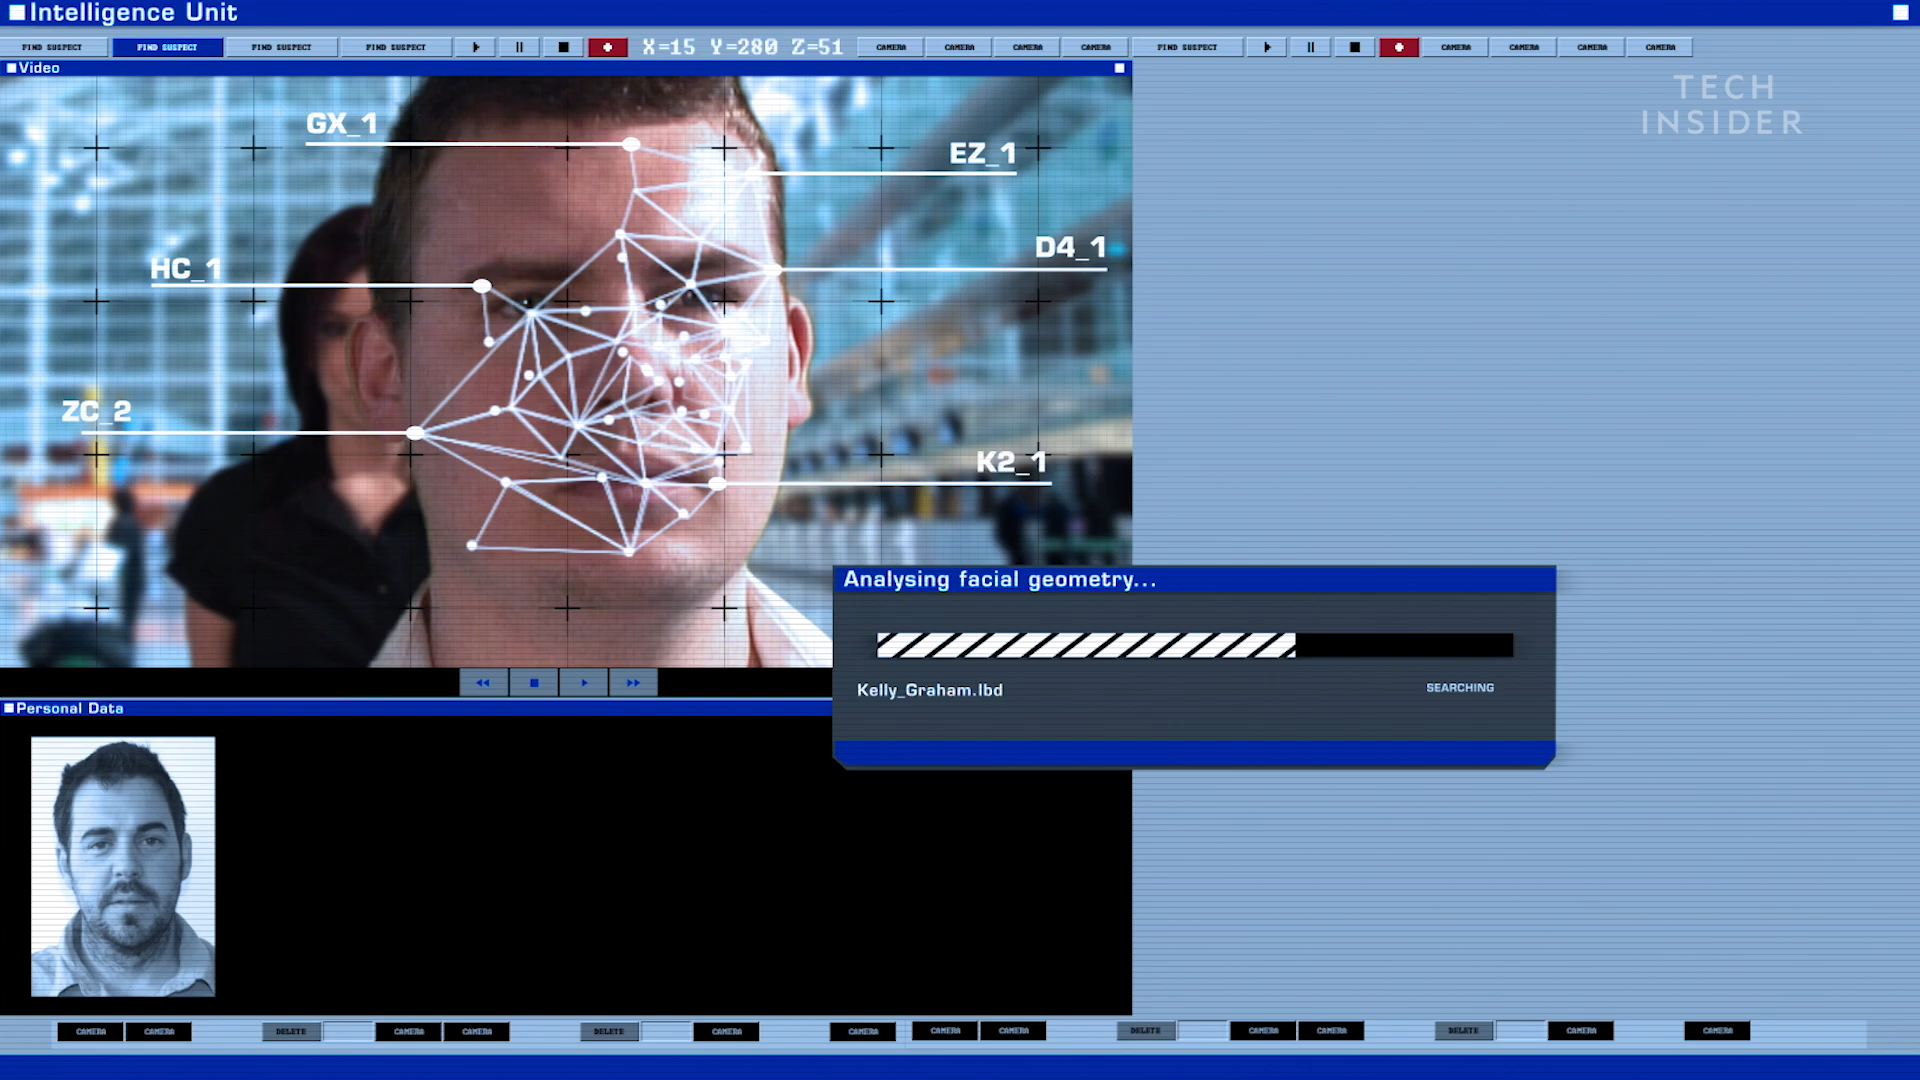 Intelligence Unit
FIND SUSPECT FIND SUSPECT FIND SUSPECT FIND SUSPECT X=15 Y=280 Z=51 CAMERA CAMERA CAMERA CAMERA FIND SUSPECT CAMERA CAMERA CAMERA CAMERA
Video
TECH
INSIDER
GX_1
EZ_1
D4_1
HC_1
ZC_2
K2_1
Analysing facial geometry...
Kelly_Graham.lbd SEARCHING
Personal Data
CAMERA CAMERA DELETE CAMERA CAMERA DELETE CAMERA CAMERA CAMERA CAMERA DELETE CAMERA CAMERA DELETE CAMERA CAMERA